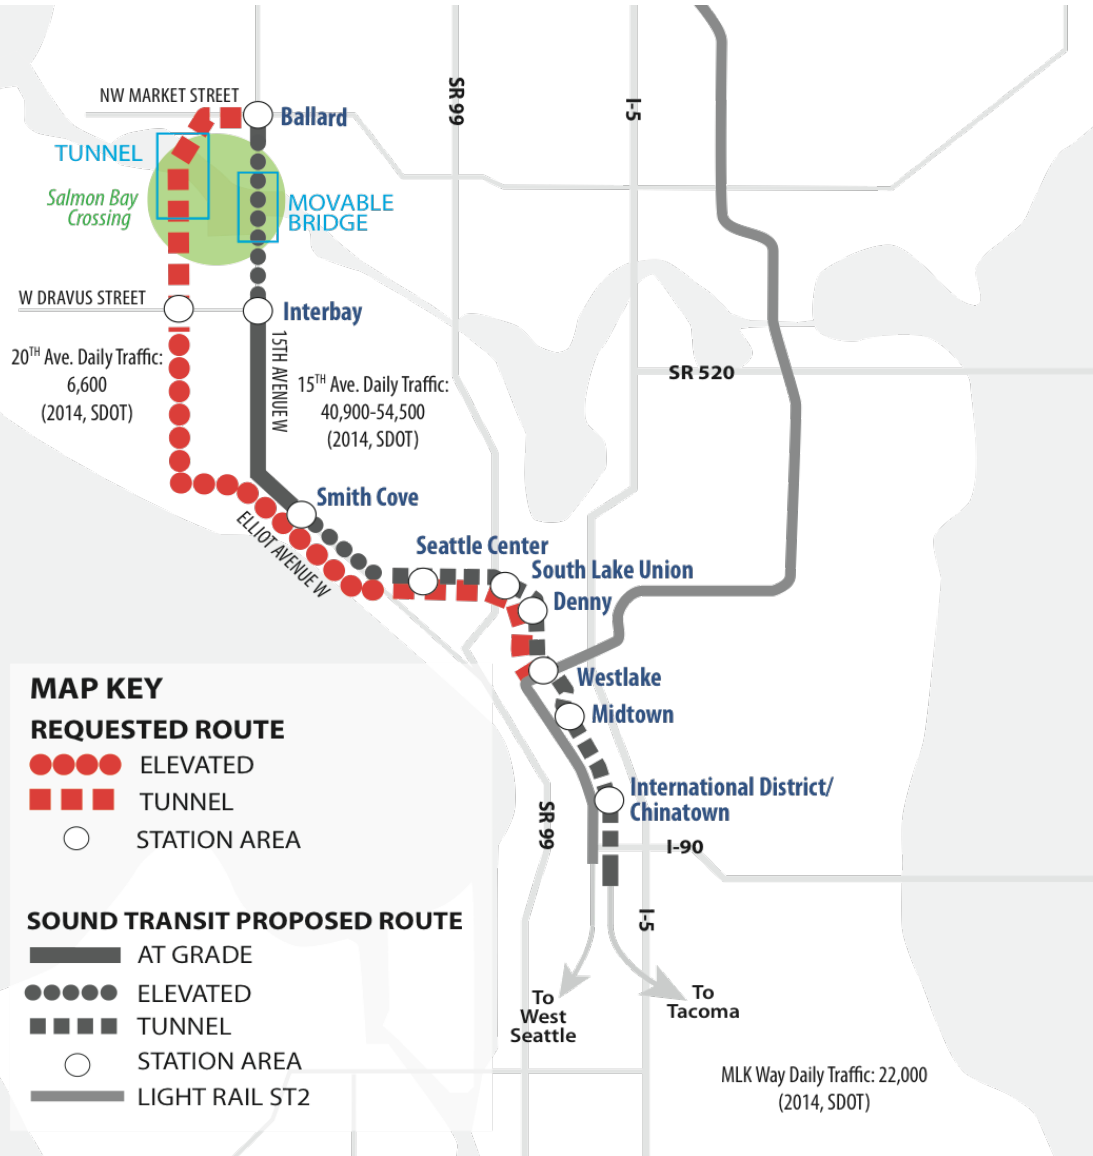 NW MARKET STREET
Ballard
SR 99
I-5
TUNNEL
Salmon Bay
Crossing
MOVABLE
BRIDGE
W DRAVUS STREET
Interbay
20TH Ave. Daily Traffic:
6,600
(2014, SDOT)
15TH AVENUE W
15TH Ave. Daily Traffic:
40,900-54,500
(2014, SDOT)
SR 520
Smith Cove
ELLIOT AVENUE W
Seattle Center
South Lake Union
Denny
Westlake
Midtown
International District/
Chinatown
SR 99
I-90
I-5
To
West
Seattle
To
Tacoma
MLK Way Daily Traffic: 22,000
(2014, SDOT)
MAP KEY
REQUESTED ROUTE
ELEVATED
TUNNEL
STATION AREA
SOUND TRANSIT PROPOSED ROUTE
AT GRADE
ELEVATED
TUNNEL
STATION AREA
LIGHT RAIL ST2